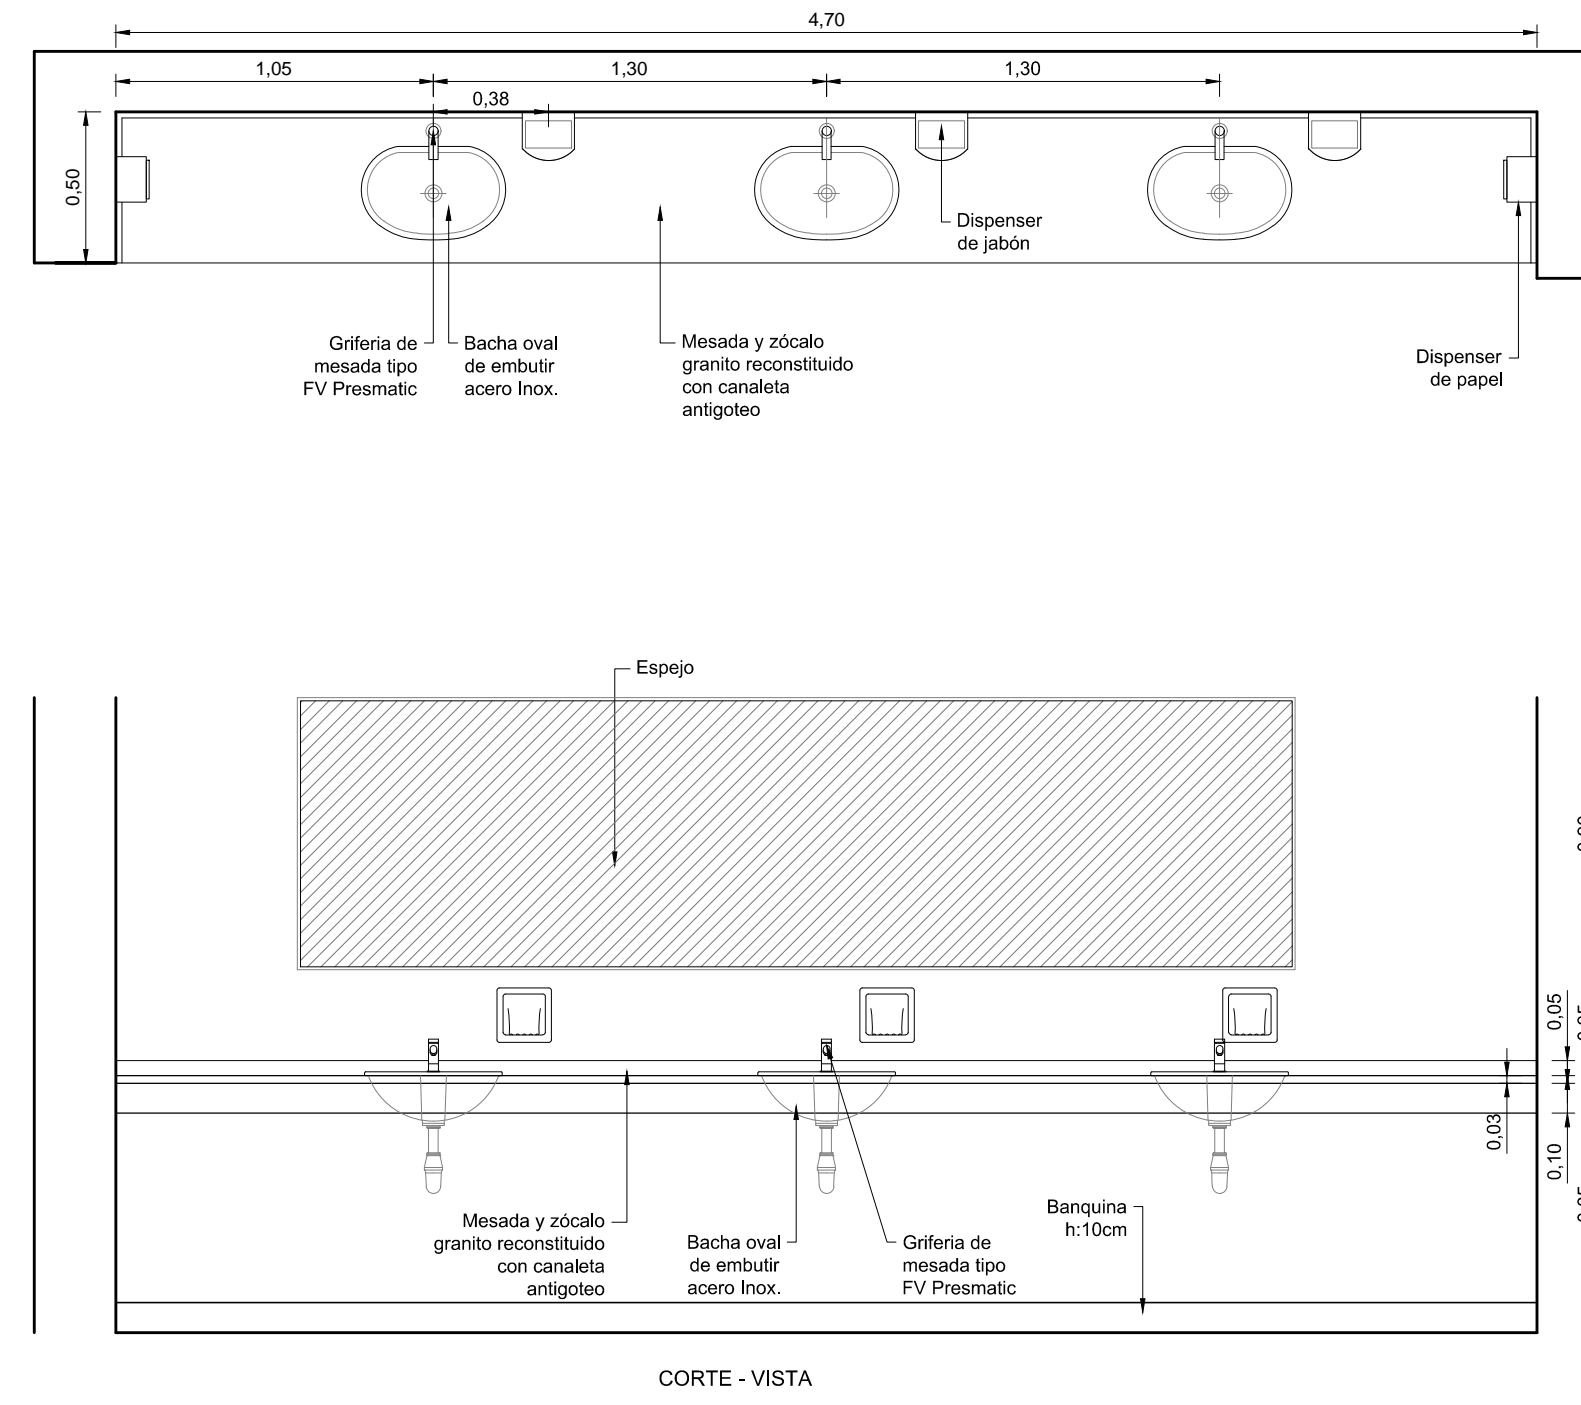 4,70
1,05
1,30
1,30
0,38
0,50
Dispenser
de jabón
Griferia de
mesada tipo
FV Presmatic
Bacha oval
de embutir
acero Inox.
Mesada y zócalo
granito reconstituido
con canaleta
antigoteo
Dispenser
de papel
Espejo
0,05
0,03
0,10
Mesada y zócalo
granito reconstituido
con canaleta
antigoteo
Bacha oval
de embutir
acero Inox.
Griferia de
mesada tipo
FV Presmatic
Banquina
h:10cm
CORTE - VISTA